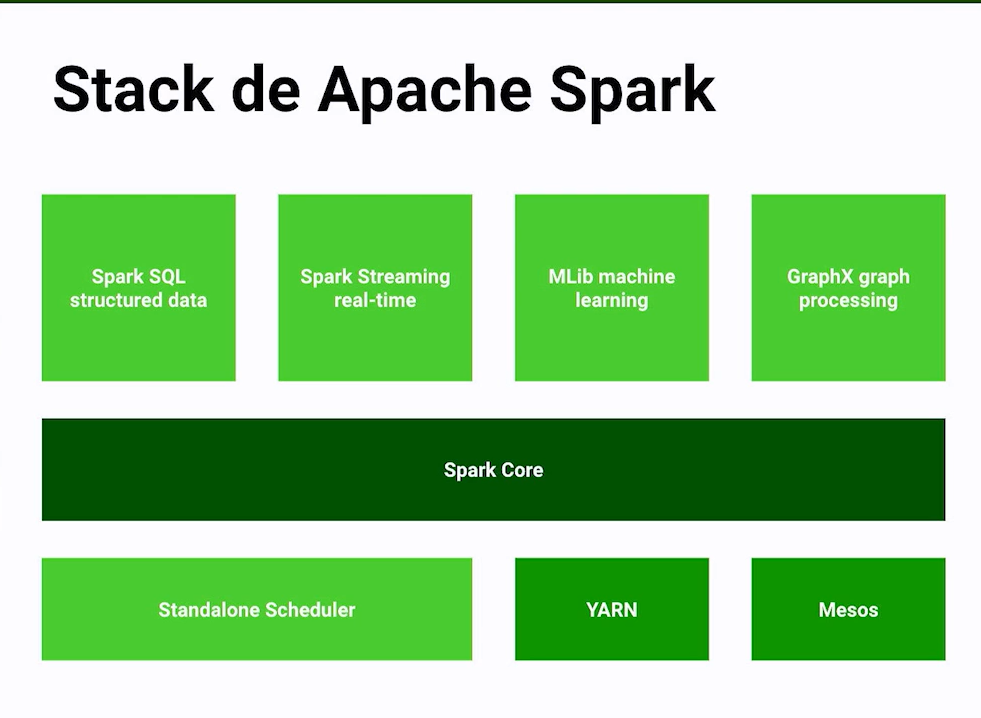 Stack de Apache Spark
Spark SQL
structured data
Spark Streaming
real-time
MLib machine
learning
GraphX graph
processing
Spark Core
Standalone Scheduler
YARN
Mesos